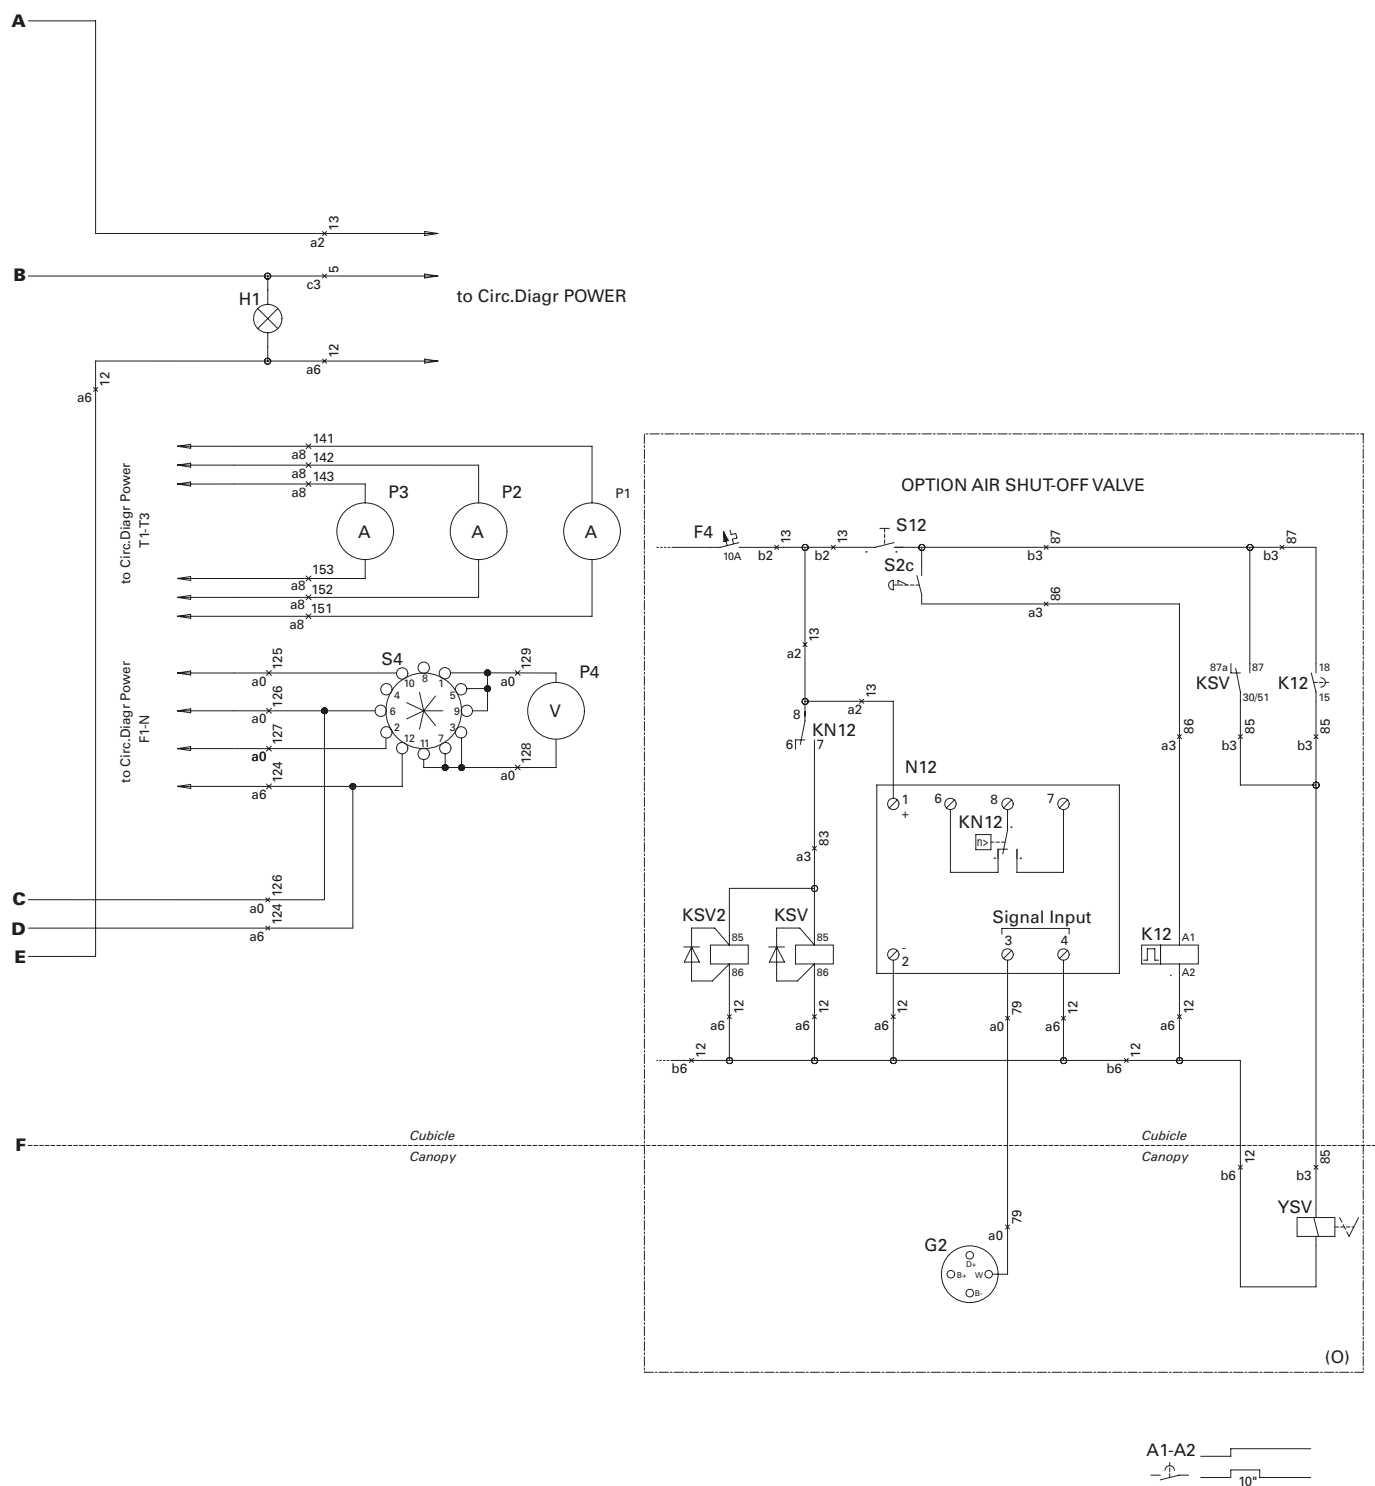 A
13
a2
B
5
c3
H1
to Circ.Diagr POWER
12
a6
12
a6
to Circ.Diagr Power
T1-T3
141
a8
142
a8
143
a8
P3
P2
P1
A
A
A
153
a8
152
a8
151
a8
to Circ.Diagr Power
F1-N
125
a0
126
a0
127
a0
124
a6
S4
10
8
1
4
5
6
9
2
3
12
11
7
129
a0
P4
V
128
a0
C
126
a0
D
124
a6
E
OPTION AIR SHUT-OFF VALVE
F4
10A
13
b2
13
b2
S12
S2c
87
b3
87
b3
86
a3
13
a2
13
a2
8
KN12
6
7
87a
87
KSV
30/51
18
K12
15
86
a3
85
b3
85
b3
N12
1
+
6
8
7
KN12
n>
83
a3
KSV2
85
86
KSV
85
86
Signal Input
3
4
-
2
K12
A1
A2
12
a6
12
a6
12
a6
79
a0
12
a6
12
a6
12
b6
12
b6
F
Cubicle
Canopy
Cubicle
Canopy
12
b6
85
b3
YSV
79
a0
G2
D+
B+
W
B-
(O)
A1-A2
10"